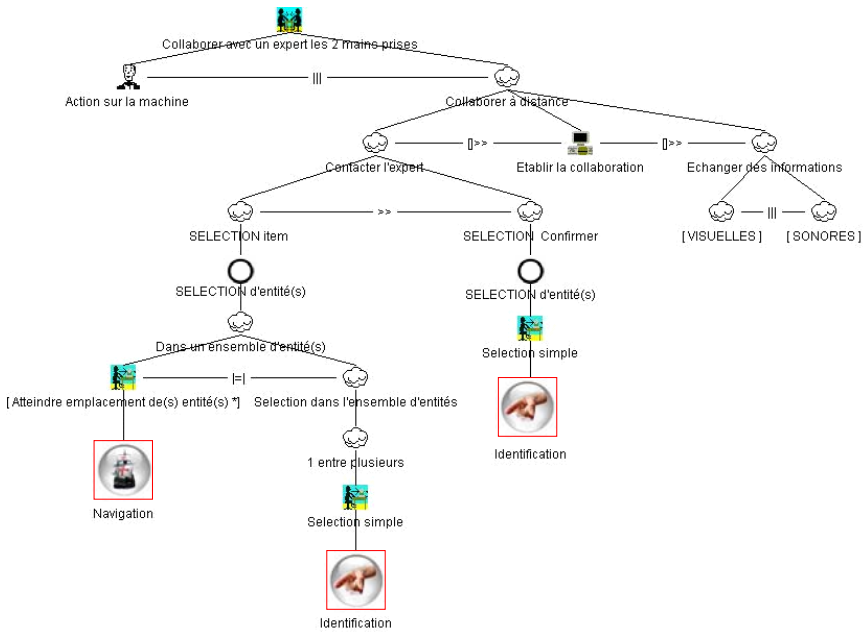 Collaborer avec un expert les 2 mains prises
|||
Action sur la machine
Collaborer à distance
[]>>
[]>>
Contacter l'expert
Etablir la collaboration
Echanger des informations
>>
|||
SELECTION item
SELECTION Confirmer
[ VISUELLES ]
[ SONORES ]
SELECTION d'entité(s)
SELECTION d'entité(s)
Dans un ensemble d'entité(s)
Selection simple
|=|
[ Atteindre emplacement de(s) entité(s) *]
Selection dans l'ensemble d'entités
Identification
1 entre plusieurs
Navigation
Selection simple
Identification